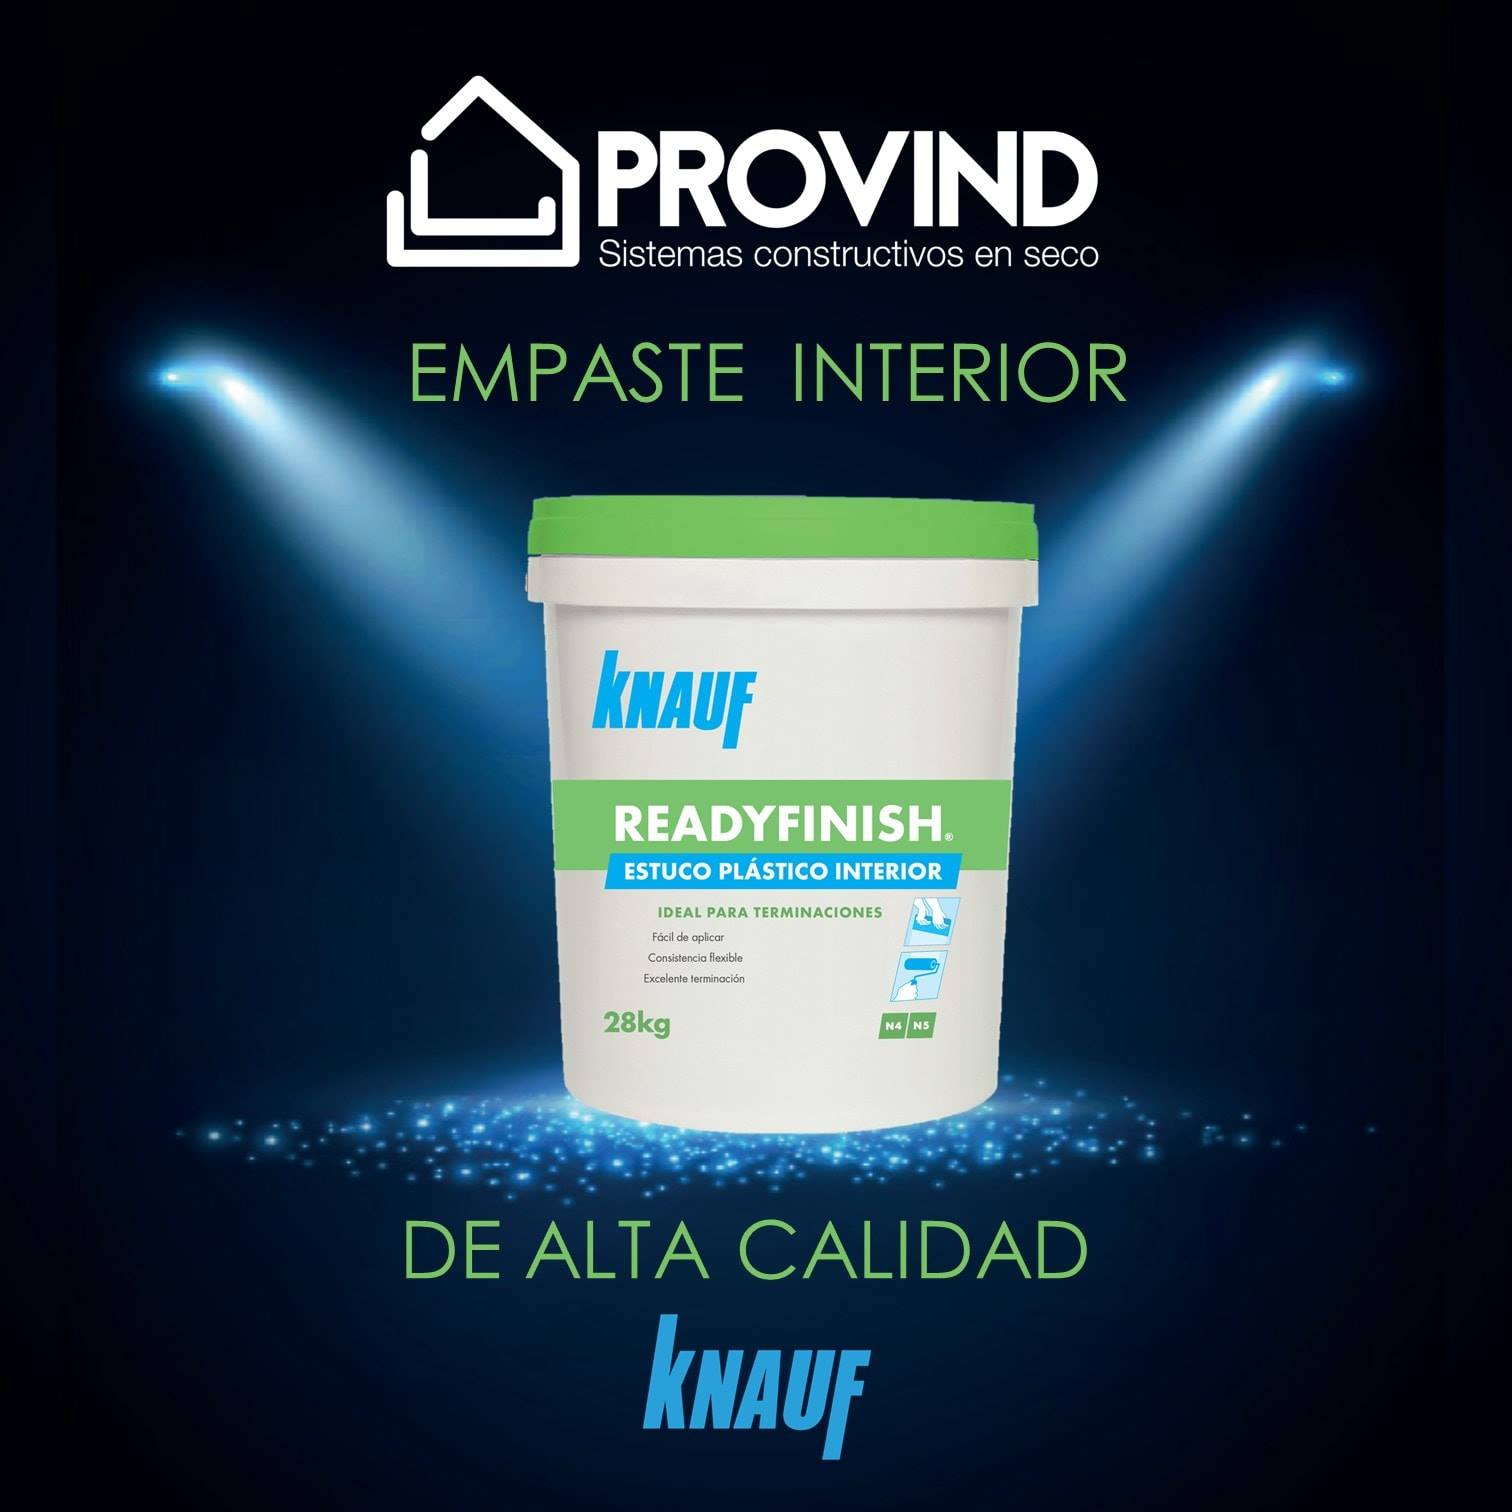 PROVIND
Sistemas constructivos en seco
EMPASTE INTERIOR
KNAUF
READYFINISH®
ESTUCO PLÁSTICO INTERIOR
IDEAL PARA TERMINACIONES
Fácil de aplicar
Consistencia flexible
Excelente terminación
28kg
N4 N5
DE ALTA CALIDAD
KNAUF